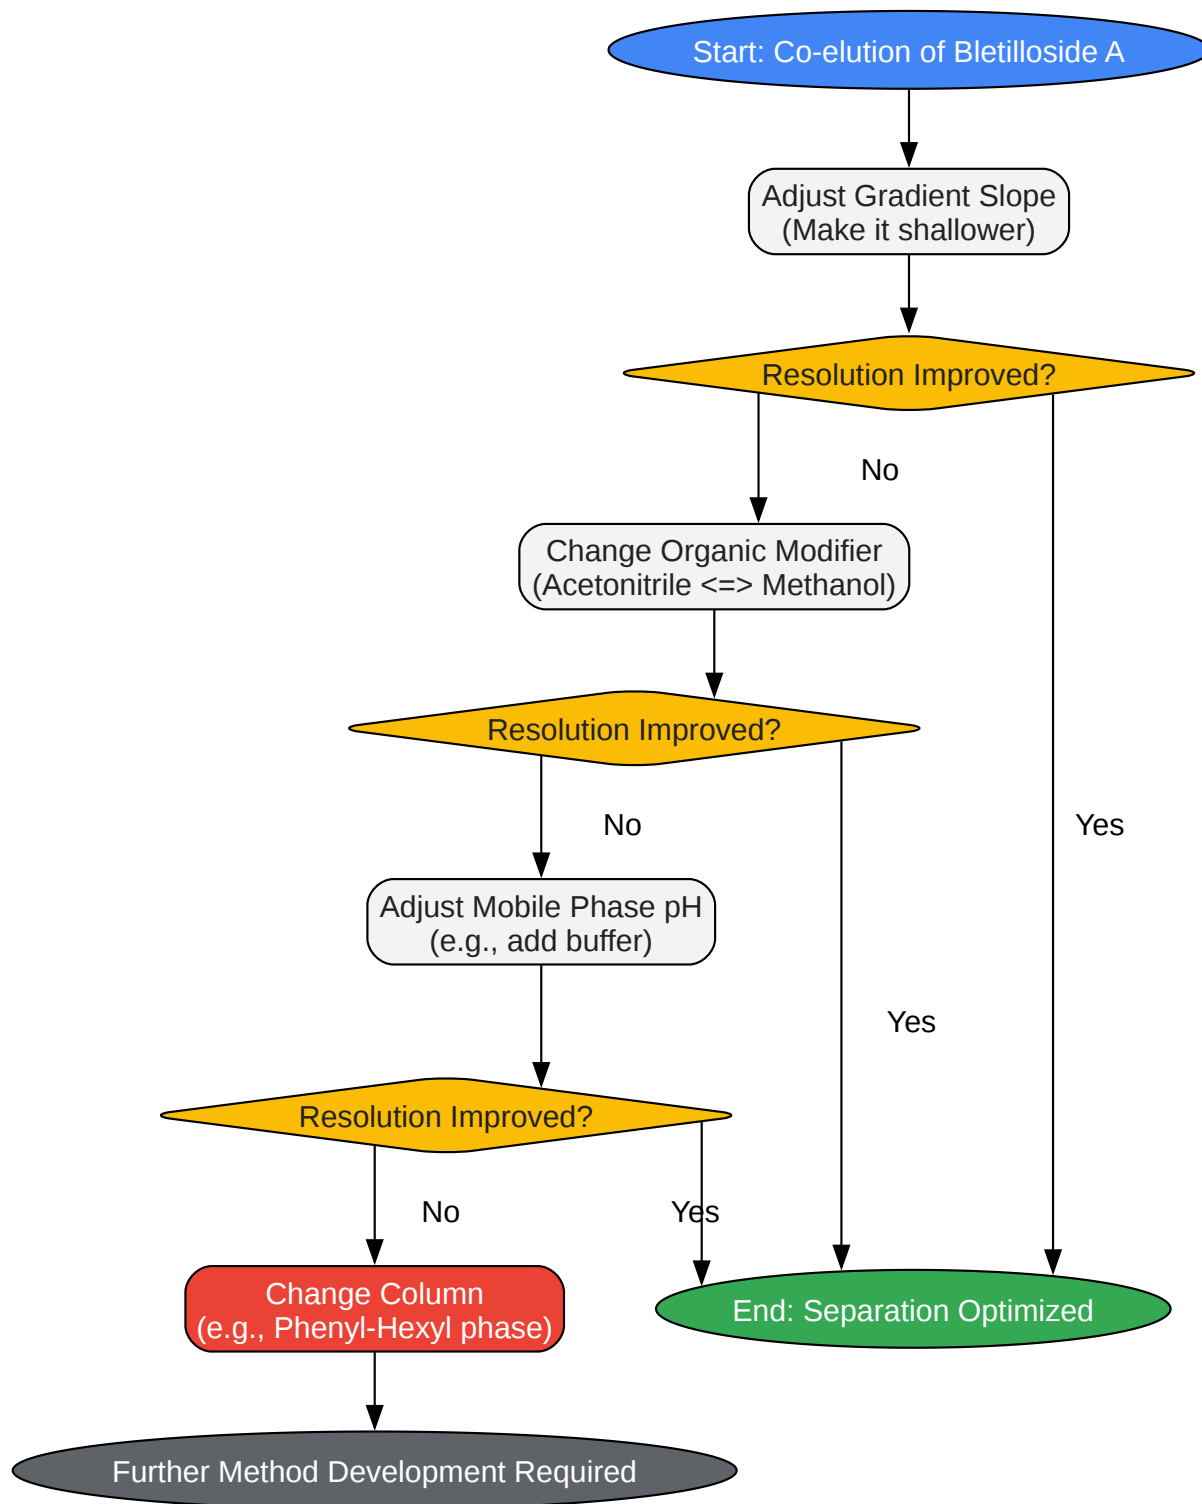 Start: Co-elution of Bletilloside A
Adjust Gradient Slope
(Make it shallower)
Resolution Improved?
No
Change Organic Modifier
(Acetonitrile <=> Methanol)
Resolution Improved?
No
Yes
Adjust Mobile Phase pH
(e.g., add buffer)
Yes
Resolution Improved?
No
Yes
Change Column
(e.g., Phenyl-Hexyl phase)
End: Separation Optimized
Further Method Development Required